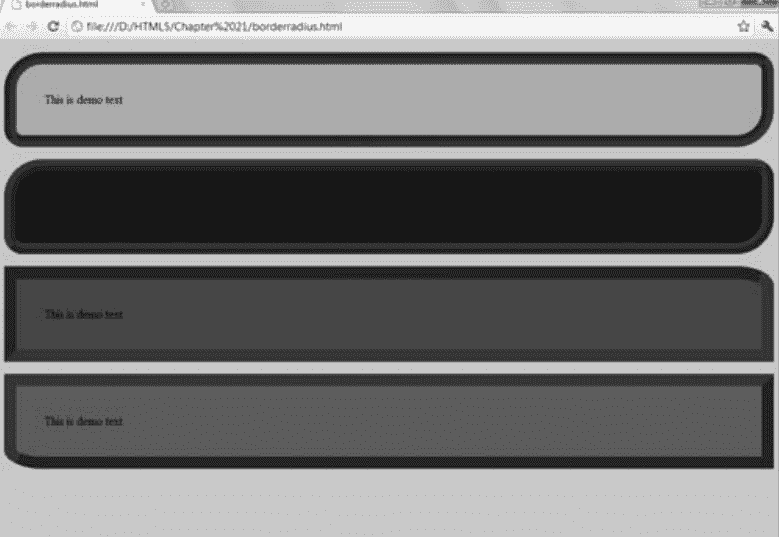 borderradius.html
file:///D:/HTML5/Chapter%2021/borderradius.html
This is demo text
This is demo text
This is demo text